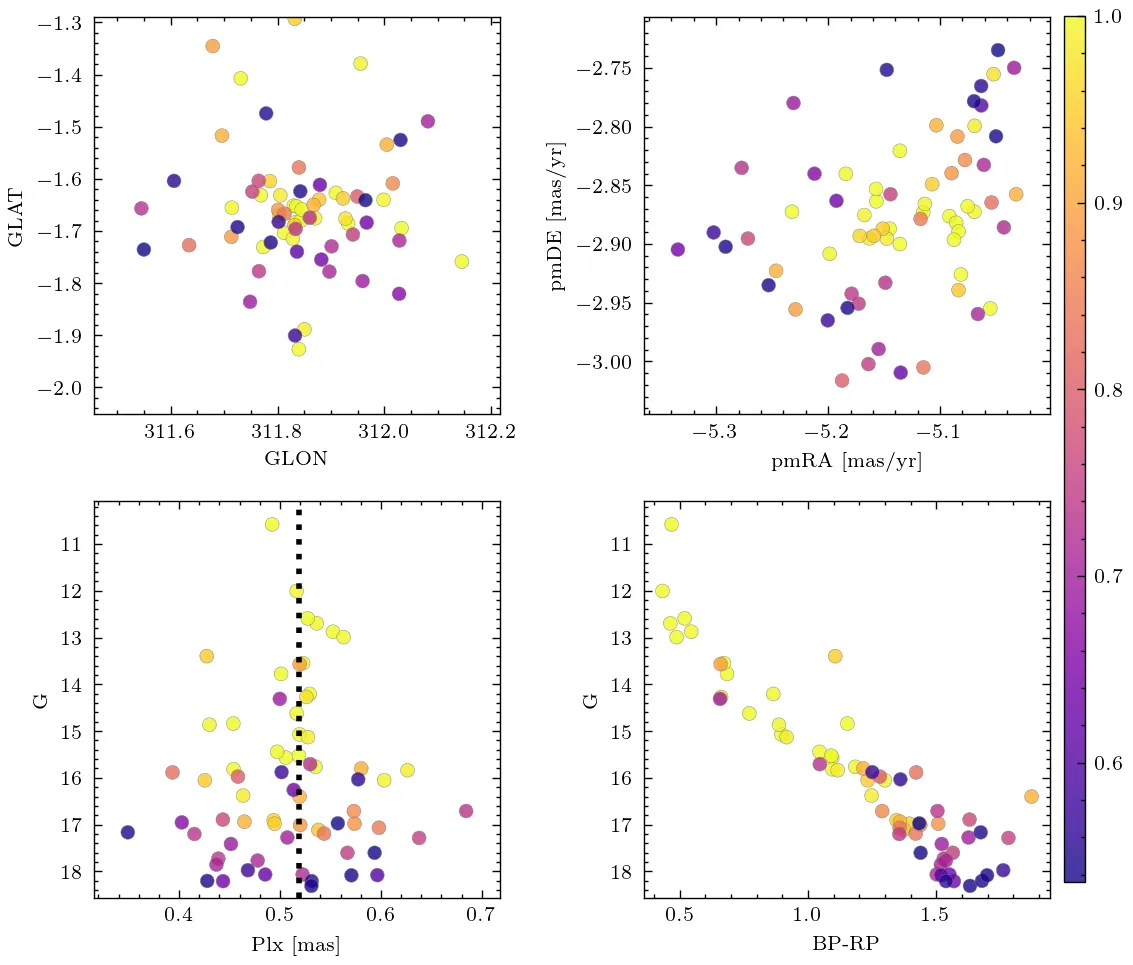 −1.3
−1.4
−1.5
−1.6
−1.7
−1.8
−1.9
−2.0
GLAT
311.6 311.8 312.0 312.2
GLON
−2.75
−2.80
−2.85
−2.90
−2.95
−3.00
pmDE [mas/yr]
−5.3 −5.2 −5.1
pmRA [mas/yr]
1.0
0.9
0.8
0.7
0.6
11
12
13
14
15
16
17
18
G
0.4 0.5 0.6 0.7
Plx [mas]
11
12
13
14
15
16
17
18
G
0.5 1.0 1.5
BP-RP